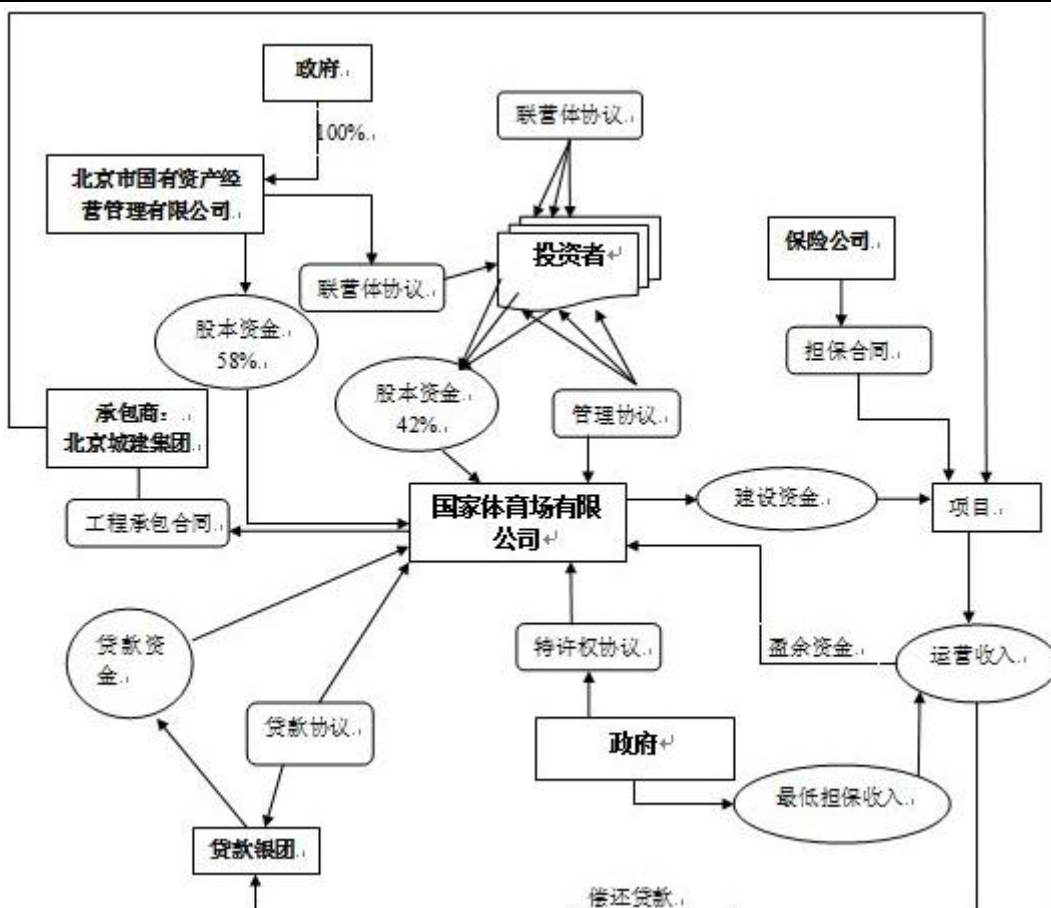 政府
100%
联营体协议
北京市国有资产经
营管理有限公司
投资者
保险公司
联营体协议
股本资金
58%
担保合同
股本资金
42%
管理协议
承包商：
北京城建集团
工程承包合同
国家体育场有限
公司
建设资金
项目
贷款资
金
特许权协议
盈余资金
运营收入
贷款协议
政府
最低担保收入
贷款银团
偿还贷款